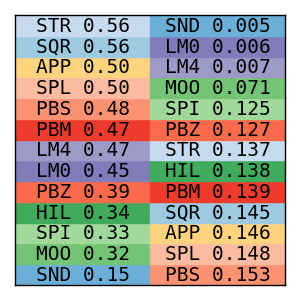 STR 0.56 SND 0.005
SQR 0.56 LM0 0.006
APP 0.50 LM4 0.007
SPL 0.50 MOO 0.071
PBS 0.48 SPI 0.125
PBM 0.47 PBZ 0.127
LM4 0.47 STR 0.137
LM0 0.45 HIL 0.138
PBZ 0.39 PBM 0.139
HIL 0.34 SQR 0.145
SPI 0.33 APP 0.146
MOO 0.32 SPL 0.148
SND 0.15 PBS 0.153